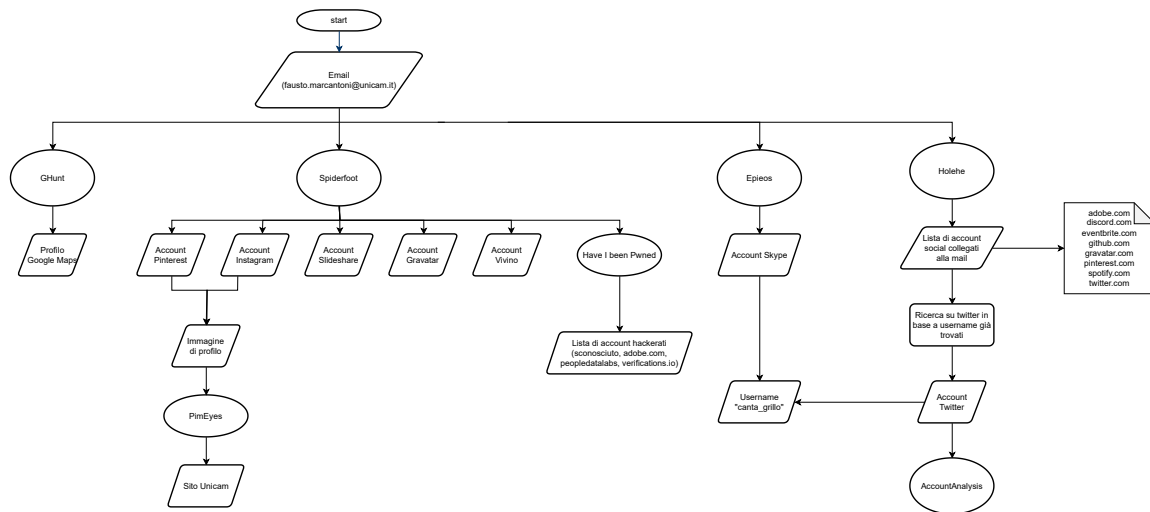 start
Email
(fausto.marcantoni@unicam.it)
GHunt
Spiderfoot
Epieos
Holehe
Profilo
Google Maps
Account
Pinterest
Account
Instagram
Account
Slideshare
Account
Gravatar
Account
Vivino
Have I been Pwned
Account Skype
Lista di account
social collegati
alla mail
adobe.com
discord.com
eventbrite.com
github.com
gravatar.com
pinterest.com
spotify.com
twitter.com
Immagine
di profilo
Lista di account hackerati
(sconosciuto, adobe.com,
peopledatalabs, verifications.io)
Ricerca su twitter in
base a username già
trovati
PimEyes
Username
"canta_grillo"
Account
Twitter
Sito Unicam
AccountAnalysis